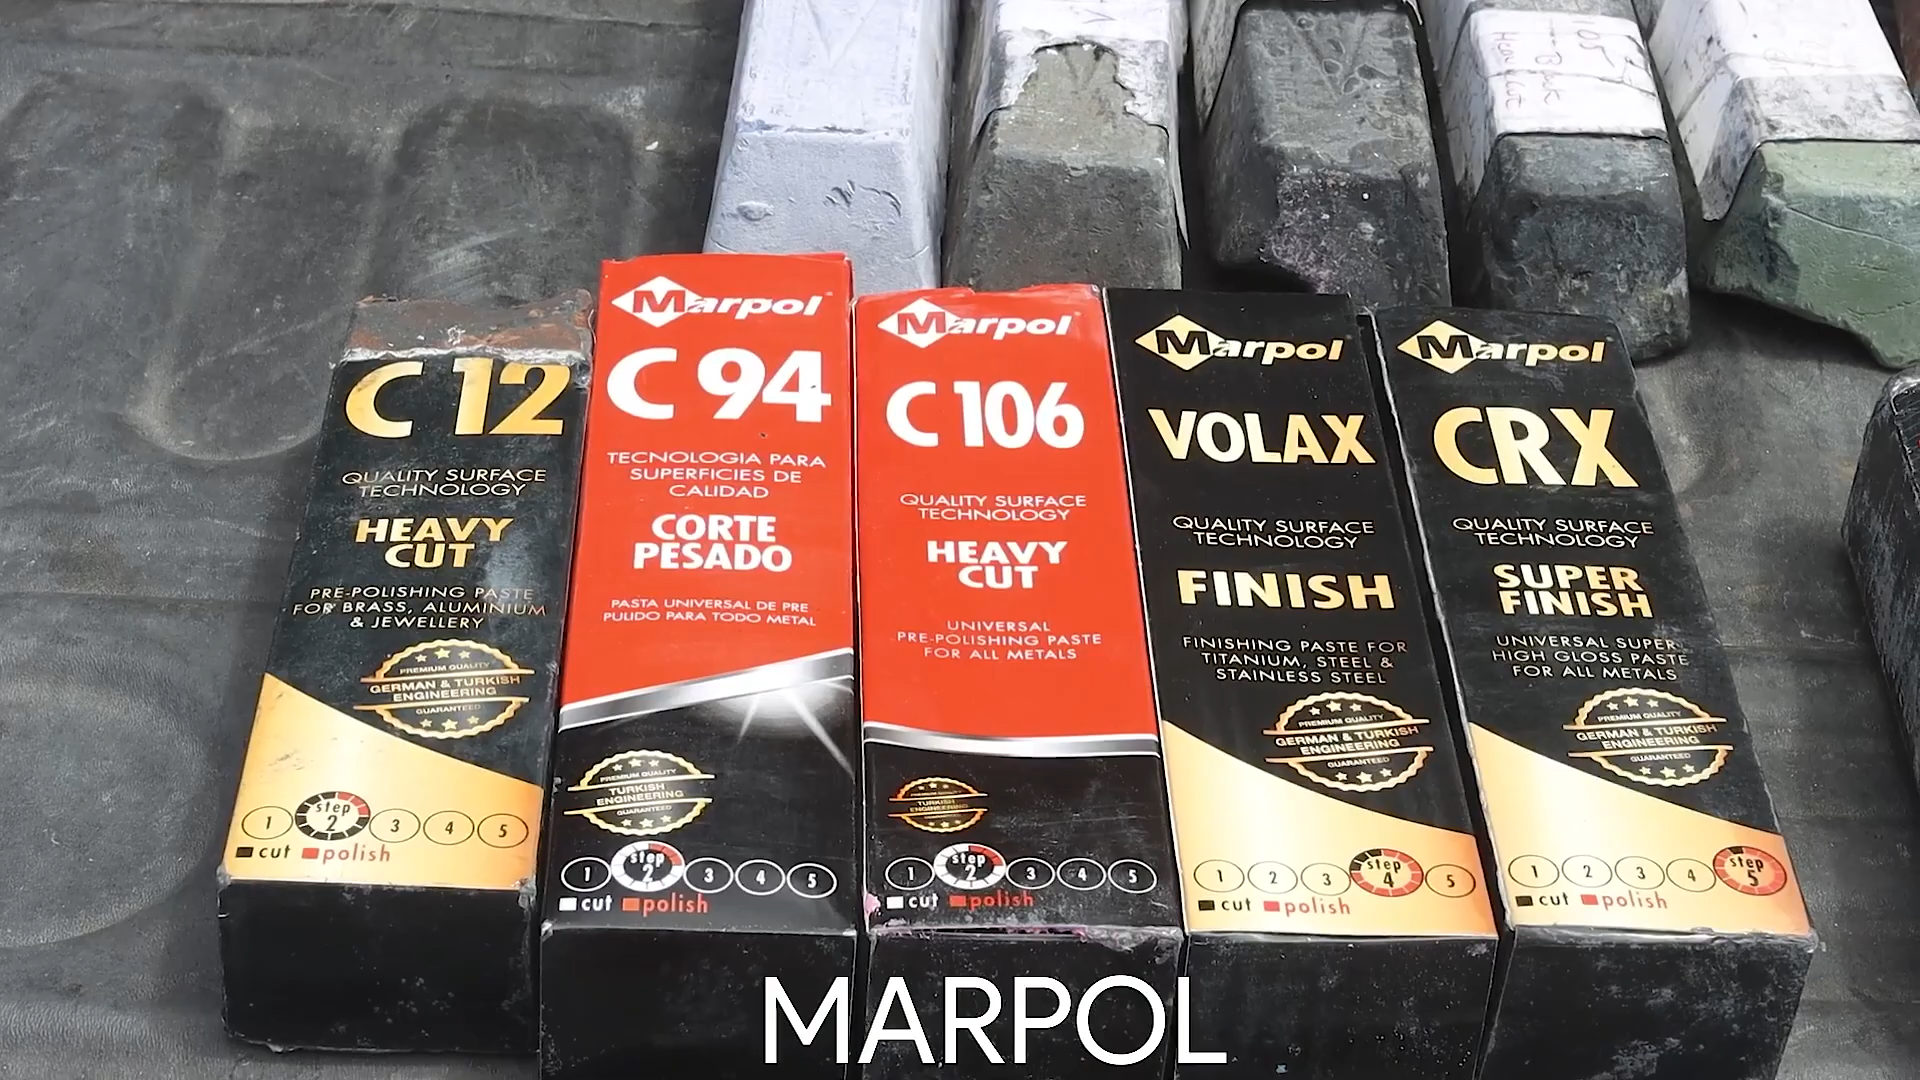 C 12
QUALITY SURFACE
TECHNOLOGY
HEAVY
CUT
PRE-POLISHING PASTE
FOR BRASS, ALUMINIUM
& JEWELLERY
PREMIUM QUALITY
GERMAN & TURKISH
ENGINEERING
GUARANTEED
1 step 2 3 4 5
cut polish
Marpol
C 94
TECNOLOGIA PARA
SUPERFICIES DE
CALIDAD
CORTE
PESADO
PASTA UNIVERSAL DE PRE
PULIDO PARA TODO METAL
PREMIUM QUALITY
TURKISH
ENGINEERING
GUARANTEED
1 step 2 3 4 5
cut polish
Marpol
C 106
QUALITY SURFACE
TECHNOLOGY
HEAVY
CUT
UNIVERSAL
PRE-POLISHING PASTE
FOR ALL METALS
TURKISH
ENGINEERING
1 step 2 3 4 5
cut polish
Marpol
VOLAX
QUALITY SURFACE
TECHNOLOGY
FINISH
FINISHING PASTE FOR
TITANIUM, STEEL &
STAINLESS STEEL
PREMIUM QUALITY
GERMAN & TURKISH
ENGINEERING
GUARANTEED
1 2 3 step 4 5
cut polish
Marpol
CRX
QUALITY SURFACE
TECHNOLOGY
SUPER
FINISH
UNIVERSAL SUPER
HIGH GLOSS PASTE
FOR ALL METALS
PREMIUM QUALITY
GERMAN & TURKISH
ENGINEERING
GUARANTEED
1 2 3 4 step 5
cut polish
MARPOL